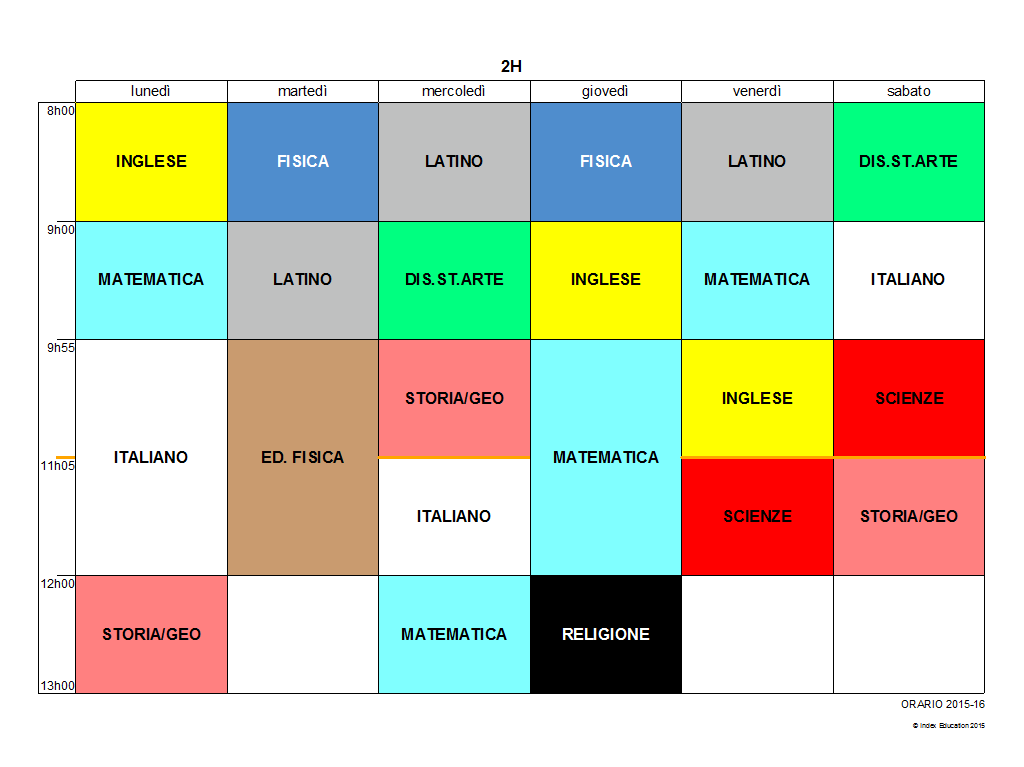 2H
lunedì martedì mercoledì giovedì venerdì sabato
8h00
INGLESE FISICA LATINO FISICA LATINO DIS.ST.ARTE
9h00
MATEMATICA LATINO DIS.ST.ARTE INGLESE MATEMATICA ITALIANO
9h55
STORIA/GEO INGLESE SCIENZE
ITALIANO ED. FISICA MATEMATICA
11h05
ITALIANO SCIENZE STORIA/GEO
12h00
STORIA/GEO MATEMATICA RELIGIONE
13h00
ORARIO 2015-16
© Index Education 2015